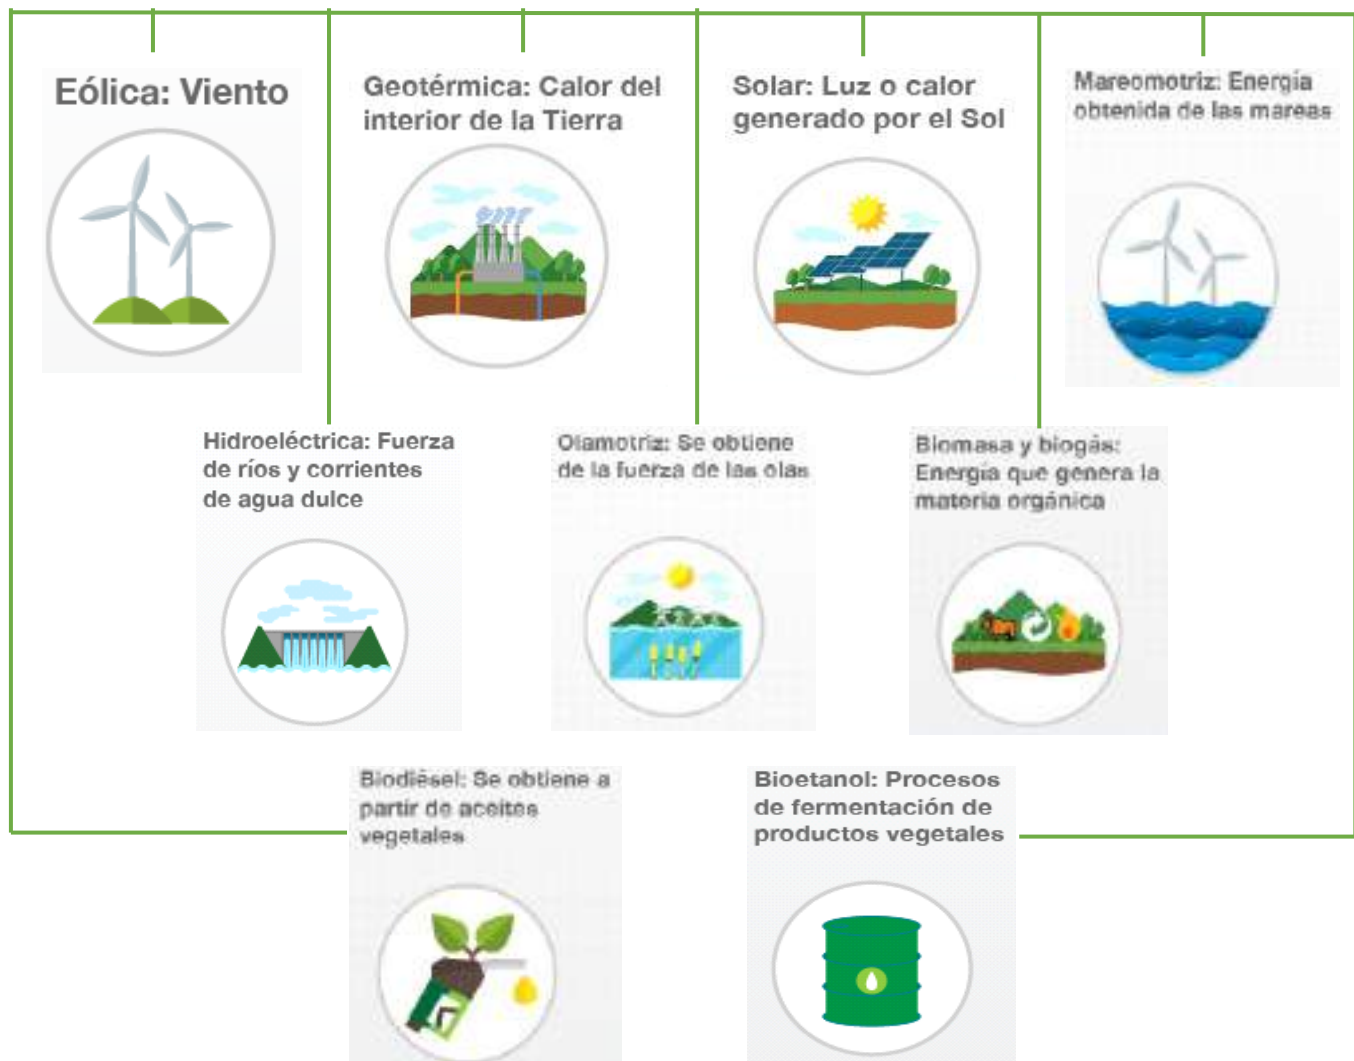 Eólica: Viento
Geotérmica: Calor del
interior de la Tierra
Solar: Luz o calor
generado por el Sol
Mareomotriz: Energía
obtenida de las mareas
Hidroeléctrica: Fuerza
de ríos y corrientes
de agua dulce
Olamotriz: Se obtiene
de la fuerza de las olas
Biomasa y biogás:
Energía que genera la
materia orgánica
Biodiésel: Se obtiene a
partir de aceites
vegetales
Bioetanol: Procesos
de fermentación de
productos vegetales